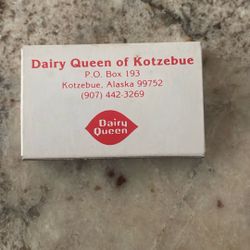 Dairy Queen of Kotzebue
P.O. Box 193
Kotzebue, Alaska 99752
(907) 442-3269
Dairy
Queen